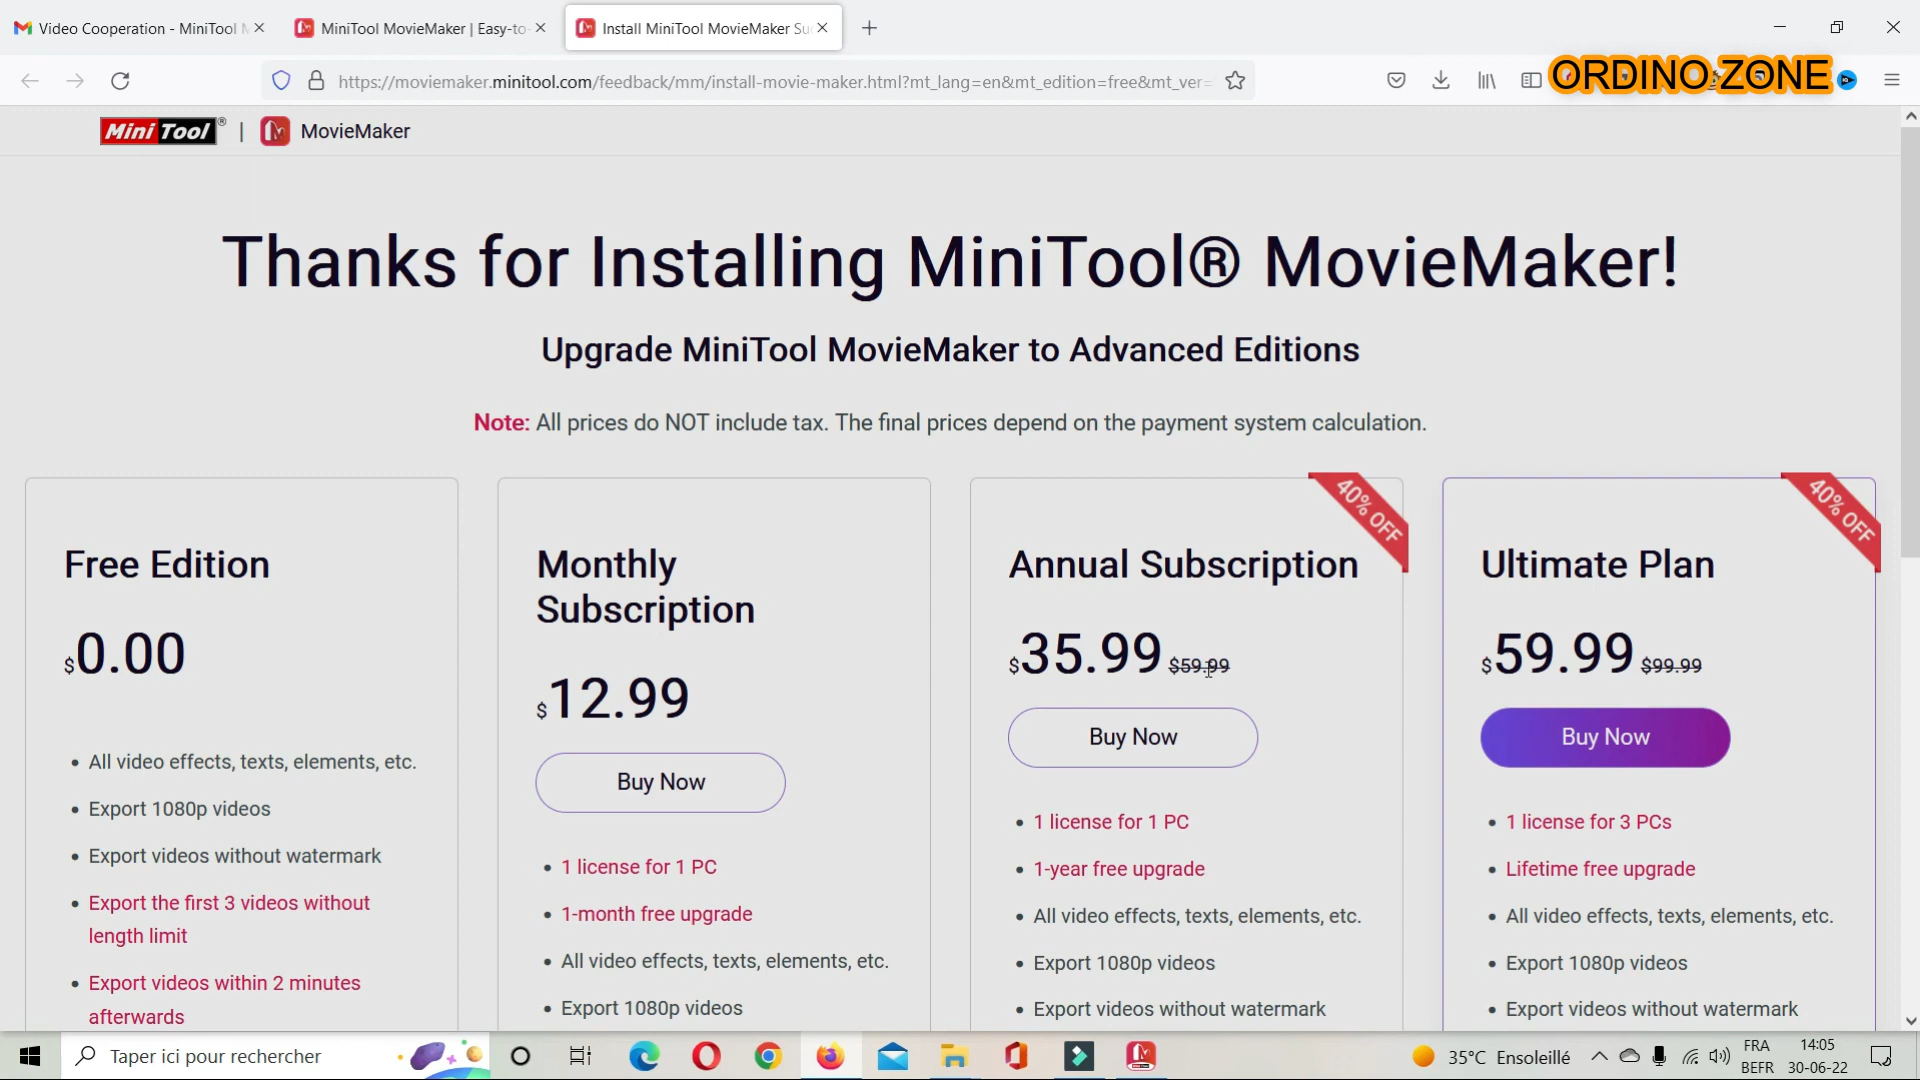 Video Cooperation - MiniTool M
MiniTool MovieMaker | Easy-to-
Install MiniTool MovieMaker Su
https://moviemaker.minitool.com/feedback/mm/install-movie-maker.html?mt_lang=en&mt_edition=free&mt_ver=
ORDINO ZONE
Mini Tool® | MovieMaker
Thanks for Installing MiniTool® MovieMaker!
Upgrade MiniTool MovieMaker to Advanced Editions
Note: All prices do NOT include tax. The final prices depend on the payment system calculation.
Free Edition
$0.00
All video effects, texts, elements, etc.
Export 1080p videos
Export videos without watermark
Export the first 3 videos without
length limit
Export videos within 2 minutes
afterwards
Monthly
Subscription
$12.99
Buy Now
1 license for 1 PC
1-month free upgrade
All video effects, texts, elements, etc.
Export 1080p videos
40% OFF
Annual Subscription
$35.99 $59.99
Buy Now
1 license for 1 PC
1-year free upgrade
All video effects, texts, elements, etc.
Export 1080p videos
Export videos without watermark
40% OFF
Ultimate Plan
$59.99 $99.99
Buy Now
1 license for 3 PCs
Lifetime free upgrade
All video effects, texts, elements, etc.
Export 1080p videos
Export videos without watermark
Taper ici pour rechercher
35°C Ensoleillé
FRA
BEFR
14:05
30-06-22